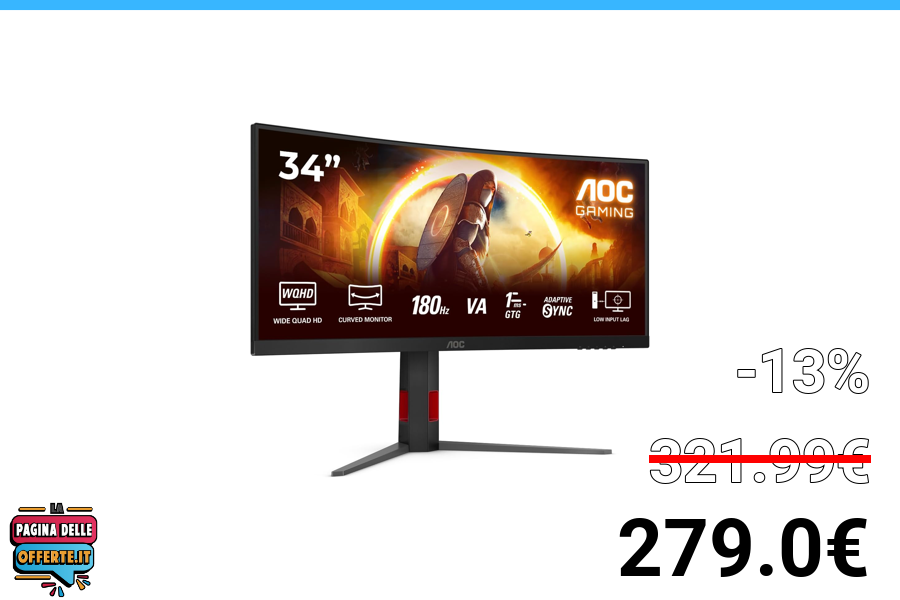 34”
AOC
GAMING
WQHD
WIDE QUAD HD
CURVED MONITOR
180Hz
VA
1ms
GTG
ADAPTIVE
SYNC
LOW INPUT LAG
AOC
-13%
321.99€
279.0€
LA
PAGINA DELLE
OFFERTE.IT